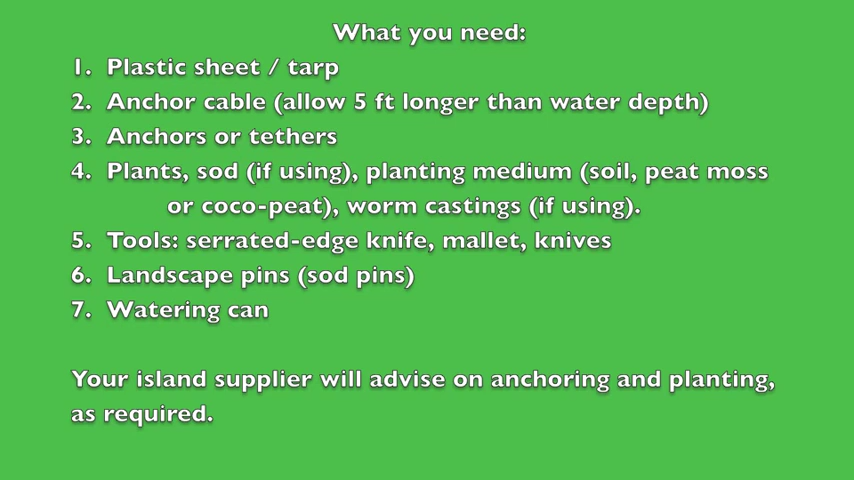 What you need:
1. Plastic sheet / tarp
2. Anchor cable (allow 5 ft longer than water depth)
3. Anchors or tethers
4. Plants, sod (if using), planting medium (soil, peat moss
or coco-peat), worm castings (if using).
5. Tools: serrated-edge knife, mallet, knives
6. Landscape pins (sod pins)
7. Watering can
Your island supplier will advise on anchoring and planting,
as required.